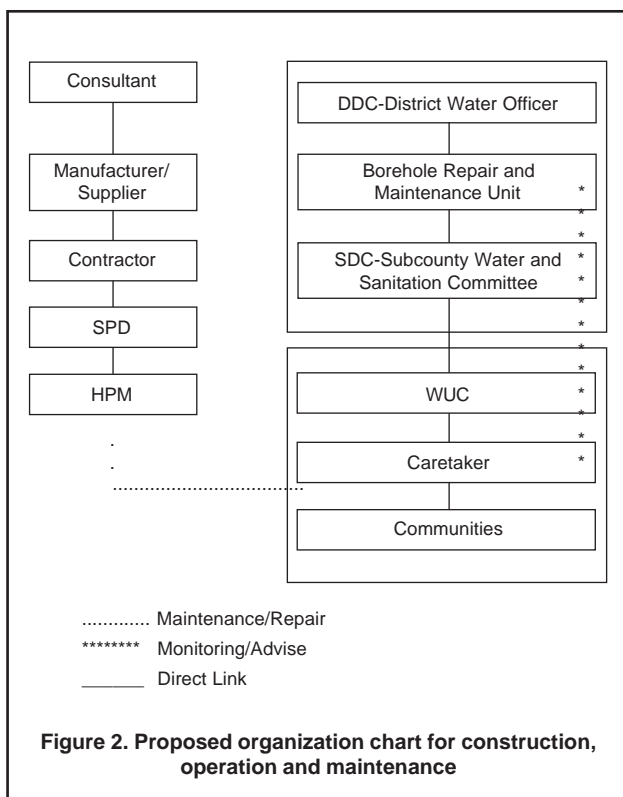 Consultant
Manufacturer/
Supplier
Contractor
SPD
HPM
DDC-District Water Officer
Borehole Repair and
Maintenance Unit
SDC-Subcounty Water and
Sanitation Committee
WUC
Caretaker
Communities
............. Maintenance/Repair
******** Monitoring/Advise
______ Direct Link
Figure 2. Proposed organization chart for construction,
operation and maintenance